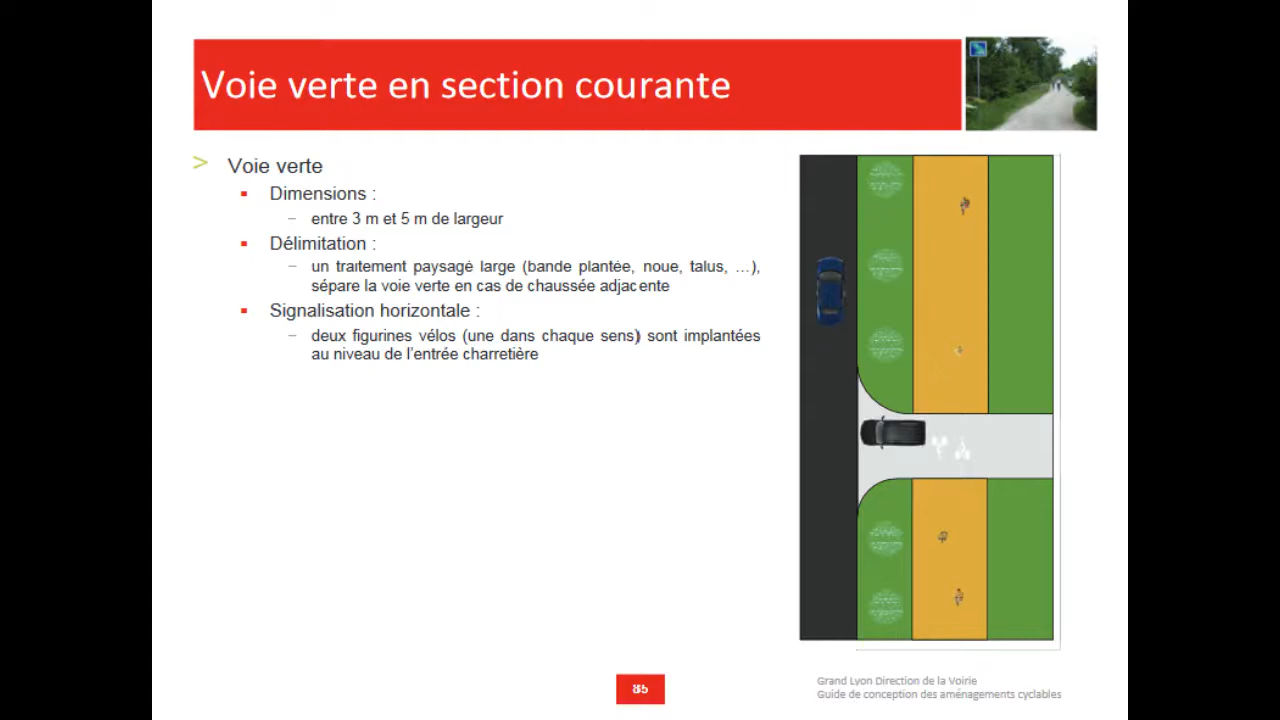 Voie verte en section courante
> Voie verte
Dimensions :
– entre 3 m et 5 m de largeur
Délimitation :
– un traitement paysagé large (bande plantée, noue, talus, …),
sépare la voie verte en cas de chaussée adjacente
Signalisation horizontale :
– deux figurines vélos (une dans chaque sens) sont implantées
au niveau de l'entrée charretière
Grand Lyon Direction de la Voirie
Guide de conception des aménagements cyclables